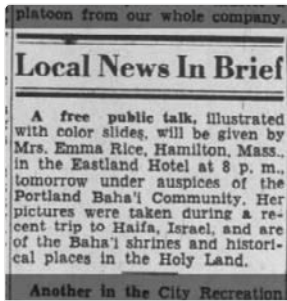 platoon from our whole company.
Local News In Brief
A free public talk, illustrated
with color slides, will be given by
Mrs. Emma Rice, Hamilton, Mass.,
in the Eastland Hotel at 8 p. m.,
tomorrow under auspices of the
Portland Baha'i Community. Her
pictures were taken during a re-
cent trip to Haifa, Israel, and are
of the Baha'i shrines and histori-
cal places in the Holy Land.
Another in the City Recreation